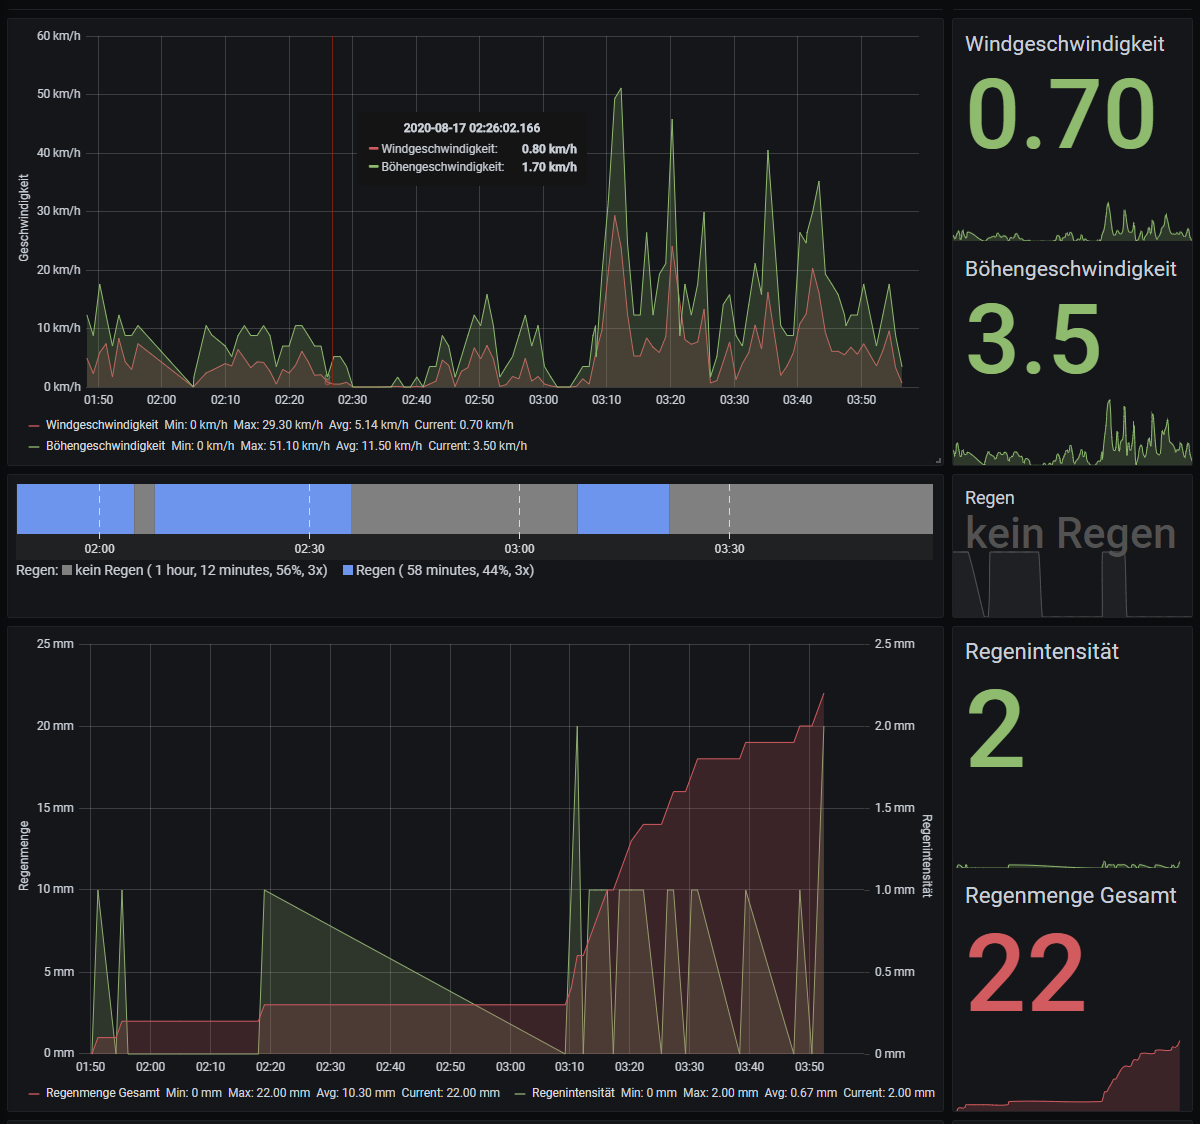 60 km/h
50 km/h
40 km/h
30 km/h
20 km/h
10 km/h
0 km/h
Geschwindigkeit
2020-08-17 02:26:02.166
Windgeschwindigkeit: 0.80 km/h
Böhengeschwindigkeit: 1.70 km/h
01:50 02:00 02:10 02:20 02:30 02:40 02:50 03:00 03:10 03:20 03:30 03:40 03:50
Windgeschwindigkeit Min: 0 km/h Max: 29.30 km/h Avg: 5.14 km/h Current: 0.70 km/h
Böhengeschwindigkeit Min: 0 km/h Max: 51.10 km/h Avg: 11.50 km/h Current: 3.50 km/h
Windgeschwindigkeit
0.70
Böhengeschwindigkeit
3.5
02:00 02:30 03:00 03:30
Regen: kein Regen ( 1 hour, 12 minutes, 56%, 3x) Regen ( 58 minutes, 44%, 3x)
Regen
kein Regen
25 mm
20 mm
15 mm
10 mm
5 mm
0 mm
Regenmenge
2.5 mm
2.0 mm
1.5 mm
1.0 mm
0.5 mm
0 mm
Regenintensität
01:50 02:00 02:10 02:20 02:30 02:40 02:50 03:00 03:10 03:20 03:30 03:40 03:50
Regenmenge Gesamt Min: 0 mm Max: 22.00 mm Avg: 10.30 mm Current: 22.00 mm Regenintensität Min: 0 mm Max: 2.00 mm Avg: 0.67 mm Current: 2.00 mm
Regenintensität
2
Regenmenge Gesamt
22